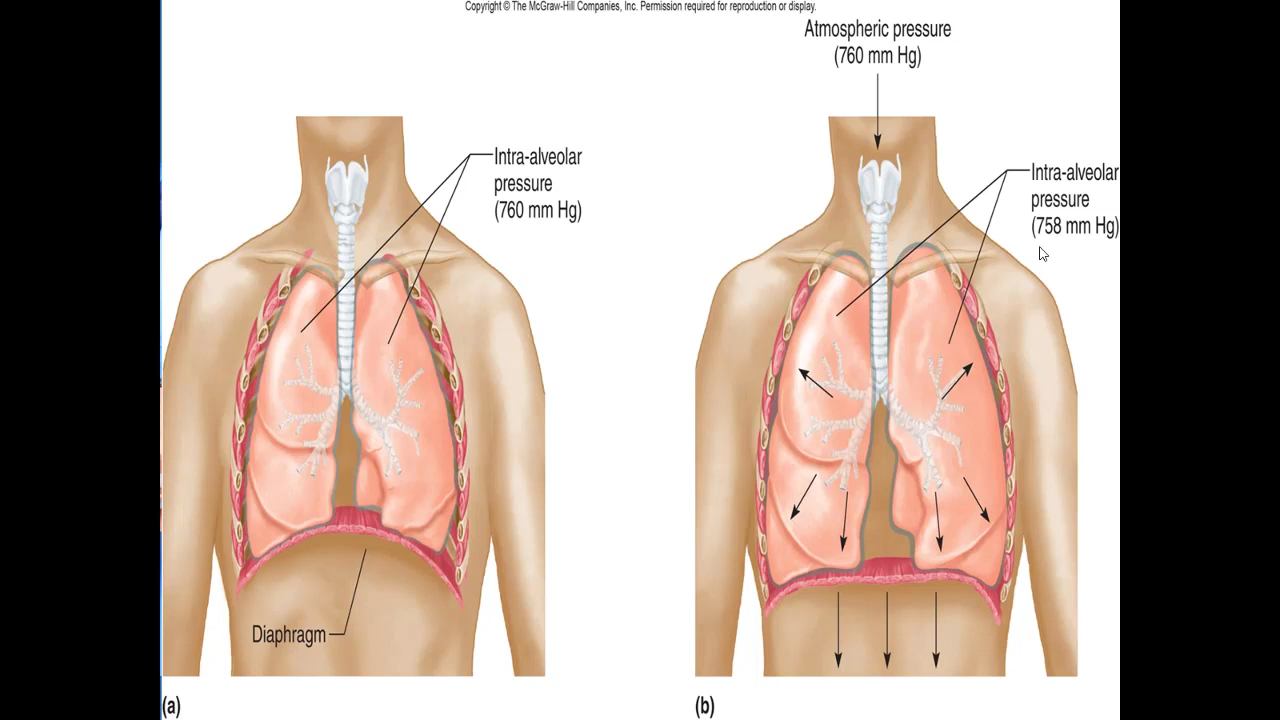 Copyright © The McGraw-Hill Companies, Inc. Permission required for reproduction or display.
Atmospheric pressure
(760 mm Hg)
Intra-alveolar
pressure
(760 mm Hg)
Intra-alveolar
pressure
(758 mm Hg)
Diaphragm
(a)
(b)